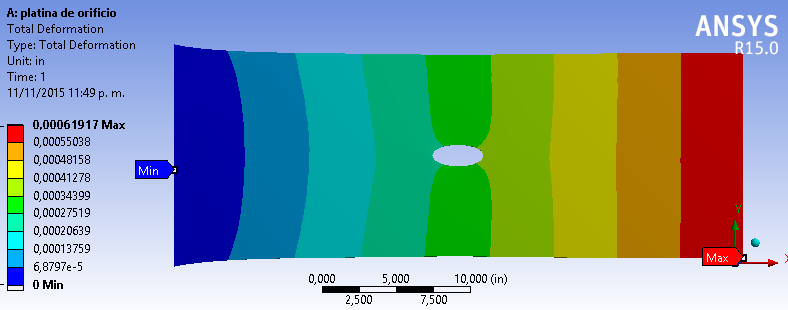 A: platina de orificio
Total Deformation
Type: Total Deformation
Unit: in
Time: 1
11/11/2015 11:49 p. m.
ANSYS
R15.0
0,00061917 Max
0,00055038
0,00048158
0,00041278
0,00034399
0,00027519
0,00020639
0,00013759
6,8797e-5
0 Min
Min
Max
Y
X
0,000 5,000 10,000 (in)
2,500 7,500